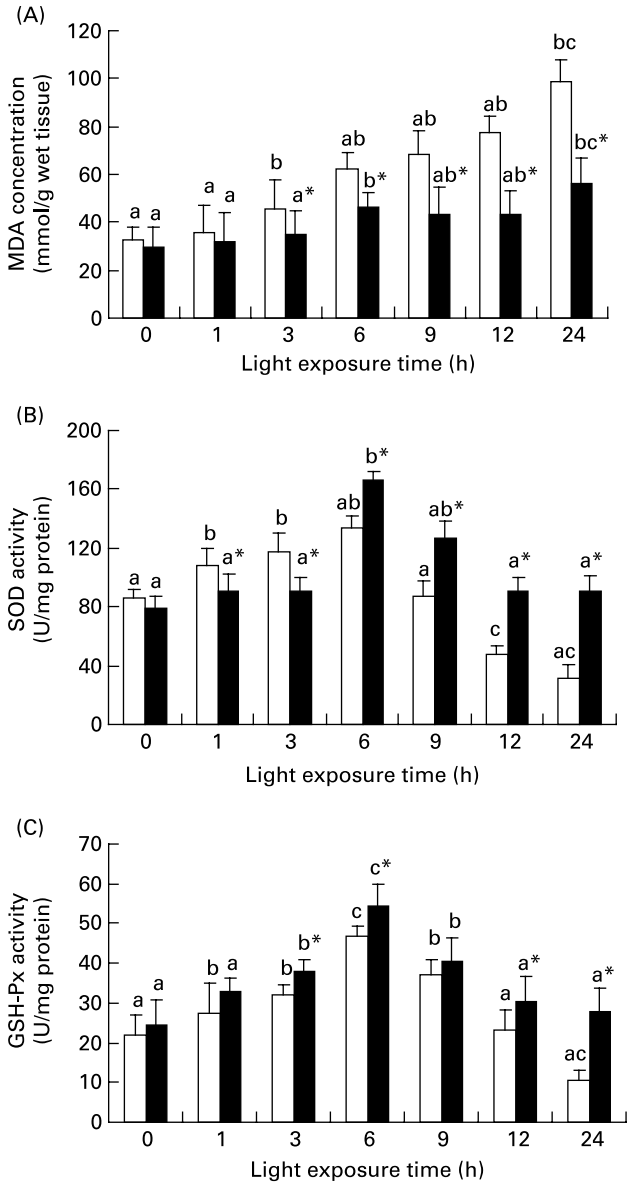 (A)
MDA concentration
(mmol/g wet tissue)
120
100
80
60
40
20
0
a a a a b a* ab b* ab ab* ab ab* bc bc*
0 1 3 6 9 12 24
Light exposure time (h)
(B)
SOD activity
(U/mg protein)
200
160
120
80
40
0
a a b a* b a* ab b* a ab* c a* ac a*
0 1 3 6 9 12 24
Light exposure time (h)
(C)
GSH-Px activity
(U/mg protein)
70
60
50
40
30
20
10
0
a a b a b b* c c* b b a a* ac a*
0 1 3 6 9 12 24
Light exposure time (h)